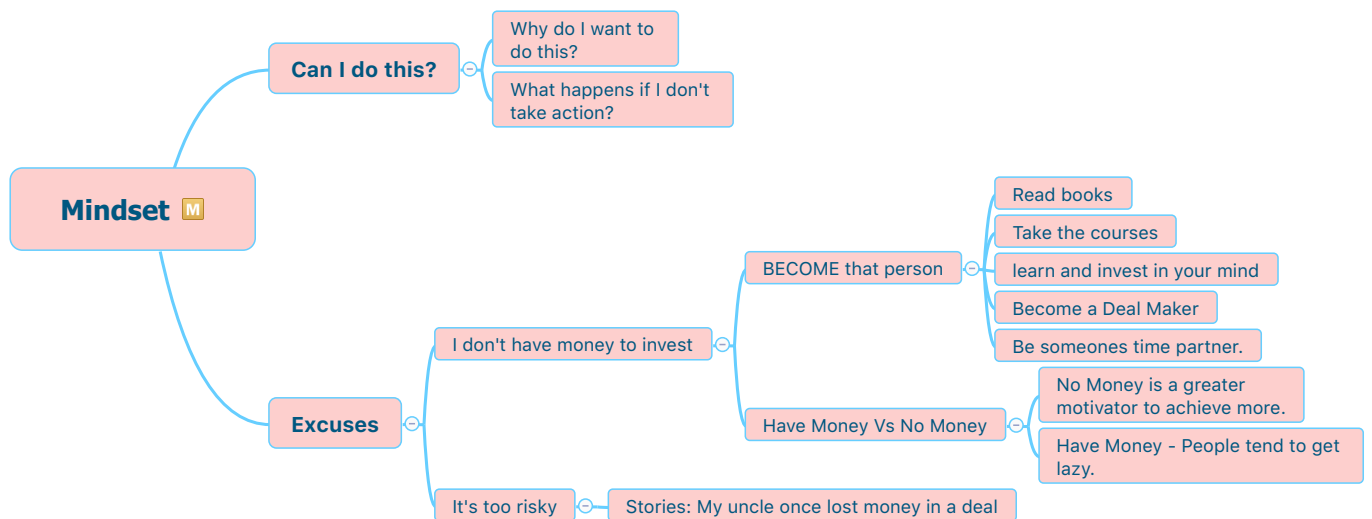 Why do I want to
do this?
Can I do this?
What happens if I don't
take action?
Mindset M
Read books
Take the courses
BECOME that person
learn and invest in your mind
Become a Deal Maker
I don't have money to invest
Be someones time partner.
No Money is a greater
motivator to achieve more.
Excuses
Have Money Vs No Money
Have Money - People tend to get
lazy.
It's too risky
Stories: My uncle once lost money in a deal